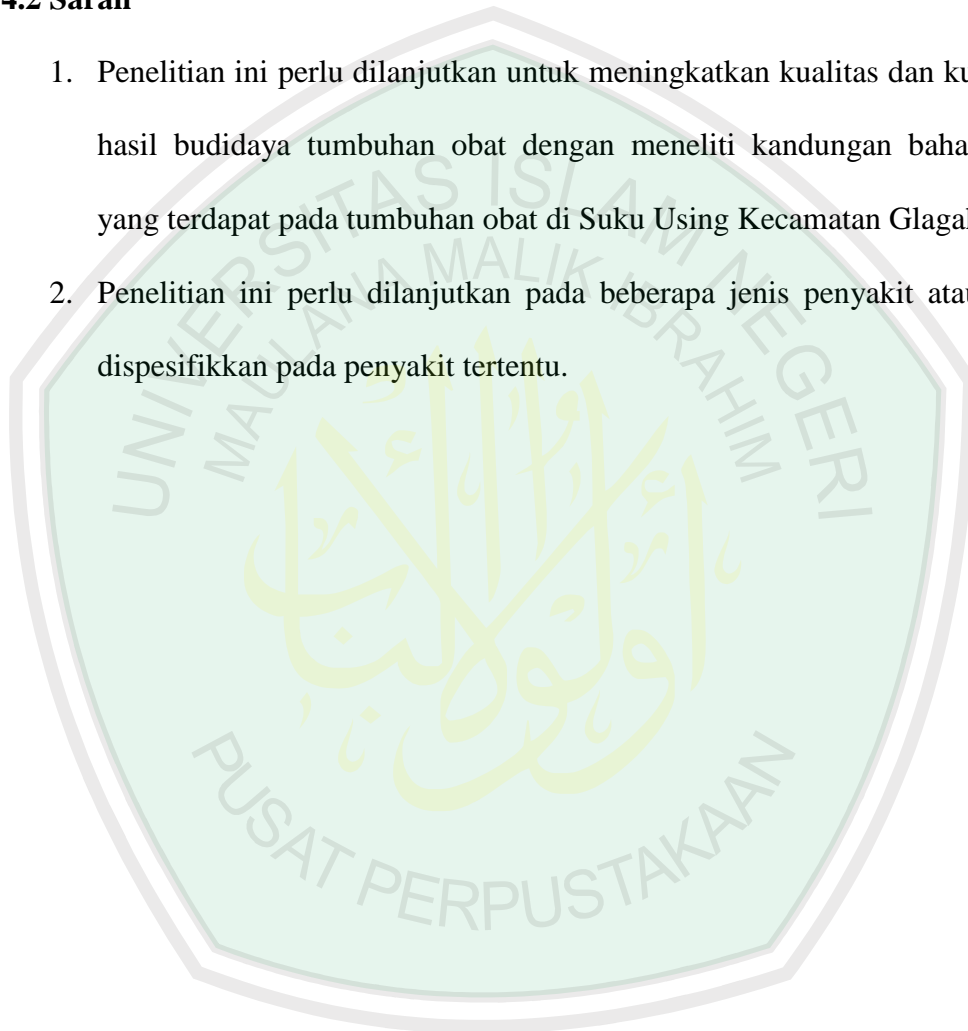 4.2 Saran
1. Penelitian ini perlu dilanjutkan untuk meningkatkan kualitas dan ku
hasil budidaya tumbuhan obat dengan meneliti kandungan baha
yang terdapat pada tumbuhan obat di Suku Using Kecamatan Glagal
2. Penelitian ini perlu dilanjutkan pada beberapa jenis penyakit atau
dispesifikkan pada penyakit tertentu.
UNIVERSITAS ISLAM NEGERI
MAULANA MALIK IBRAHIM
أولوا الألباب
PUSAT PERPUSTAKAAN